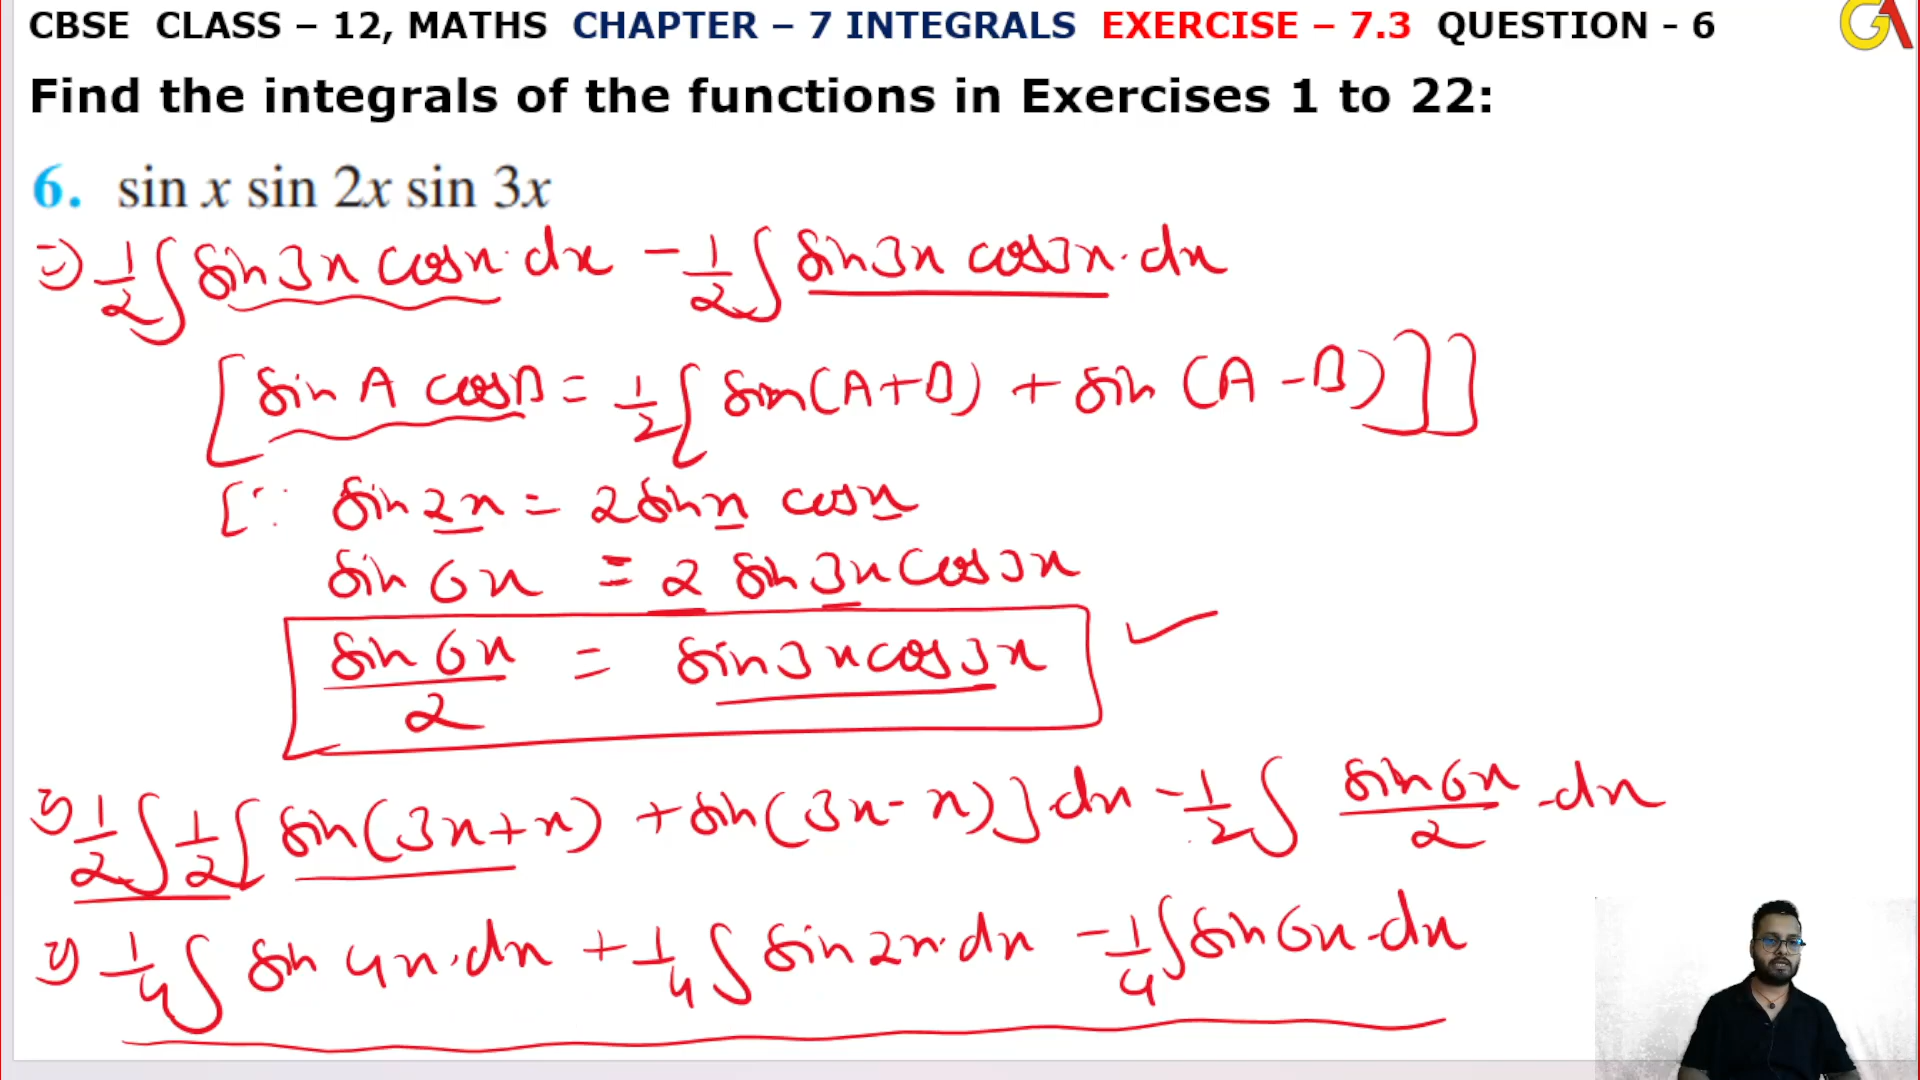 CBSE CLASS – 12, MATHS CHAPTER – 7 INTEGRALS EXERCISE – 7.3 QUESTION - 6
GA
Find the integrals of the functions in Exercises 1 to 22:
6. sin x sin 2x sin 3x
⇒ 1/2 ∫ sin3x cosx·dx − 1/2 ∫ sin3x cos3x·dx
[sin A cosB = 1/2 [sin(A+B) + sin(A−B)]]
[∵ sin2x = 2sinx cosx
sin 6x = 2 sin3x cos3x
sin 6x/2 = sin3x cos3x ✓
⇒ 1/2 ∫ 1/2 [sin(3x+x) + sin(3x−x)] dx − 1/2 ∫ sin6x/2 ·dx
⇒ 1/4 ∫ sin 4x·dx + 1/4 ∫ sin2x·dx − 1/4 ∫ sin6x·dx